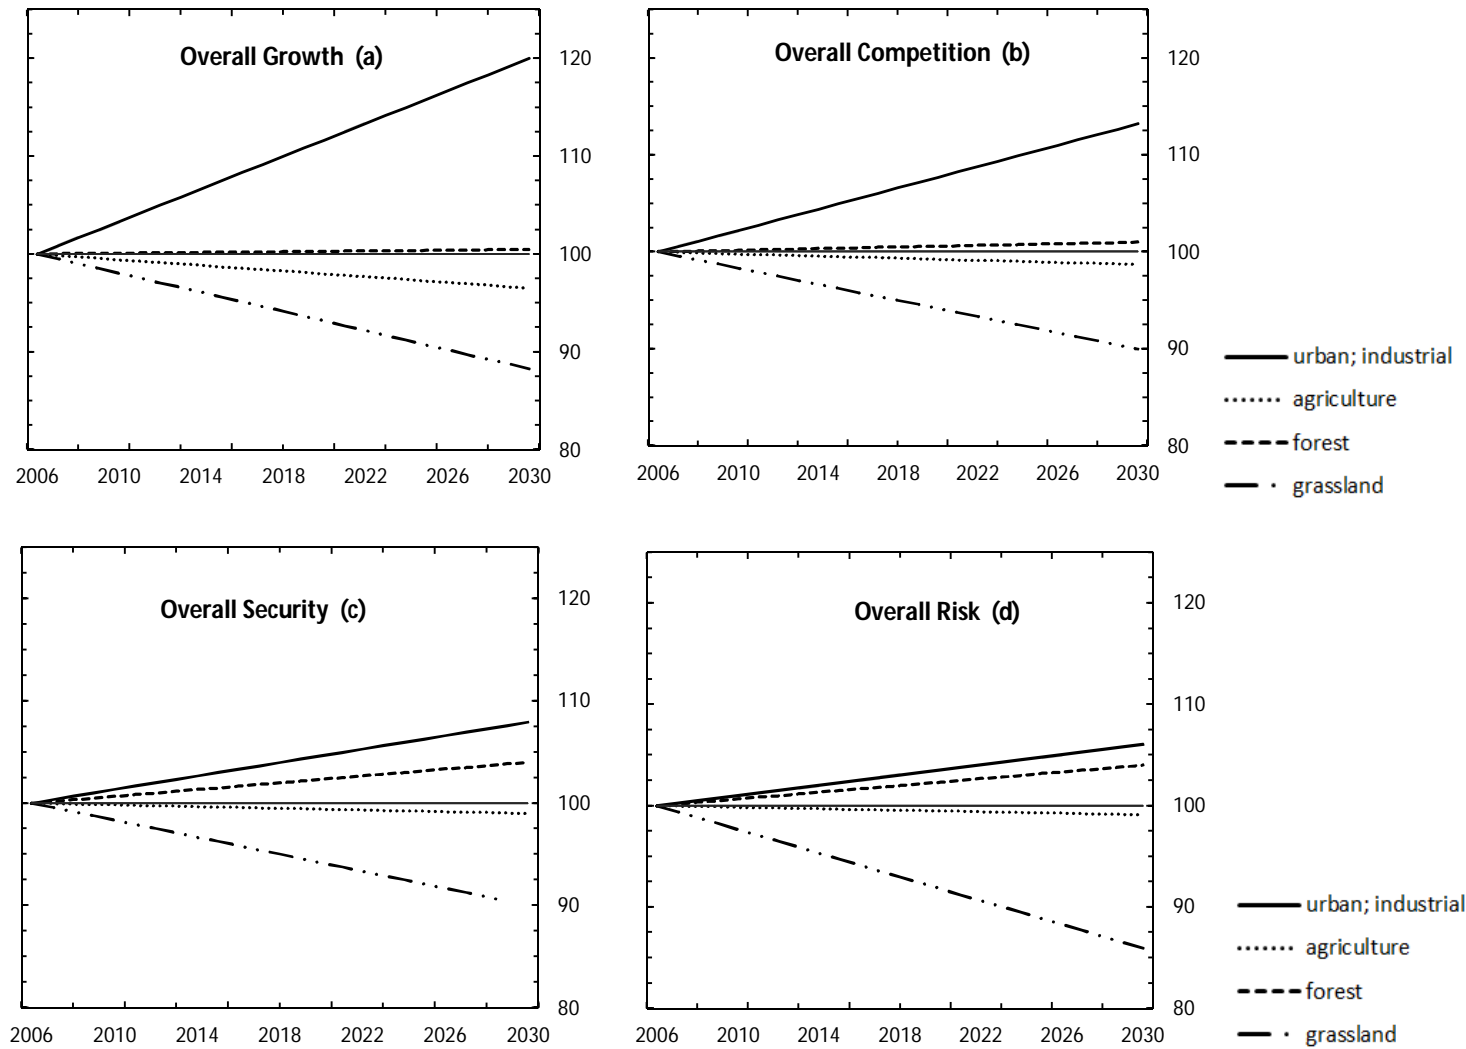 Overall Growth (a)
120
110
100
90
80
2006 2010 2014 2018 2022 2026 2030
Overall Competition (b)
120
110
100
90
80
2006 2010 2014 2018 2022 2026 2030
urban; industrial
agriculture
forest
grassland
Overall Security (c)
120
110
100
90
80
2006 2010 2014 2018 2022 2026 2030
Overall Risk (d)
120
110
100
90
80
2006 2010 2014 2018 2022 2026 2030
urban; industrial
agriculture
forest
grassland